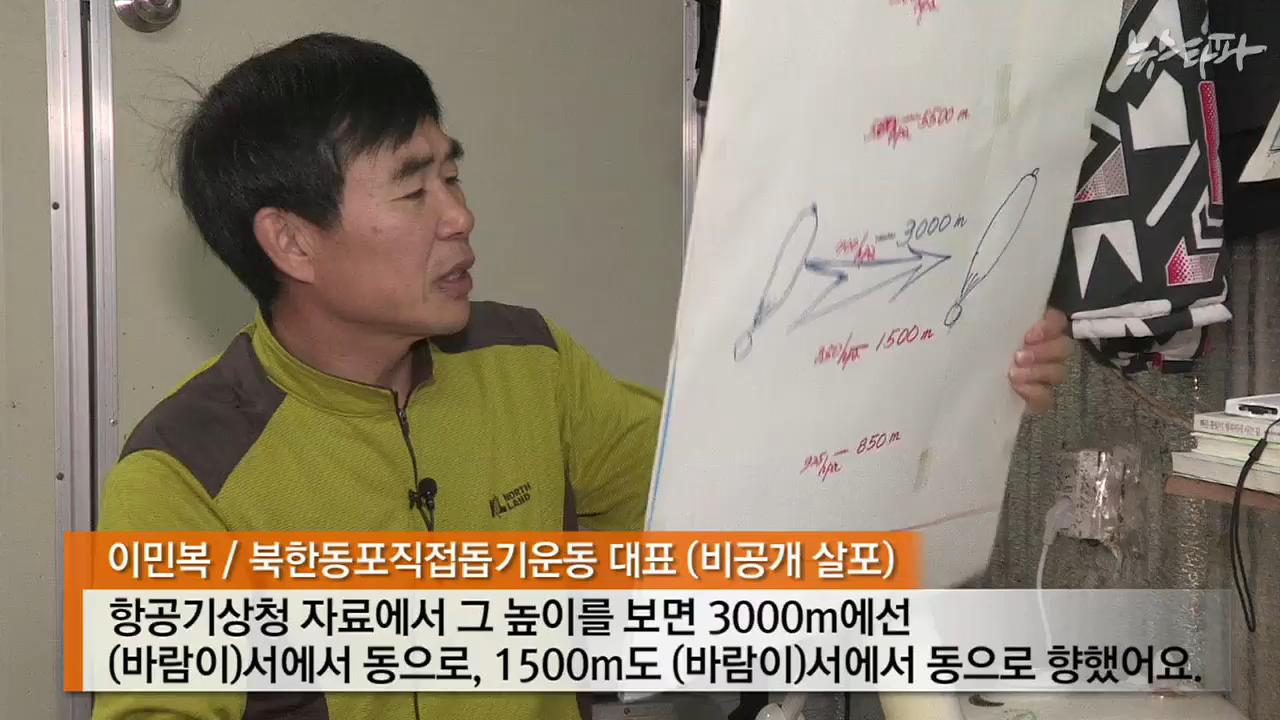 뉴스타파
5500 m
3000 m
1500 m
925/hpa — 850 m
NORTH
LAND
이민복 / 북한동포직접돕기운동 대표 (비공개 살포)
항공기상청 자료에서 그 높이를 보면 3000m에선
(바람이)서에서 동으로, 1500m도 (바람이)서에서 동으로 향했어요.